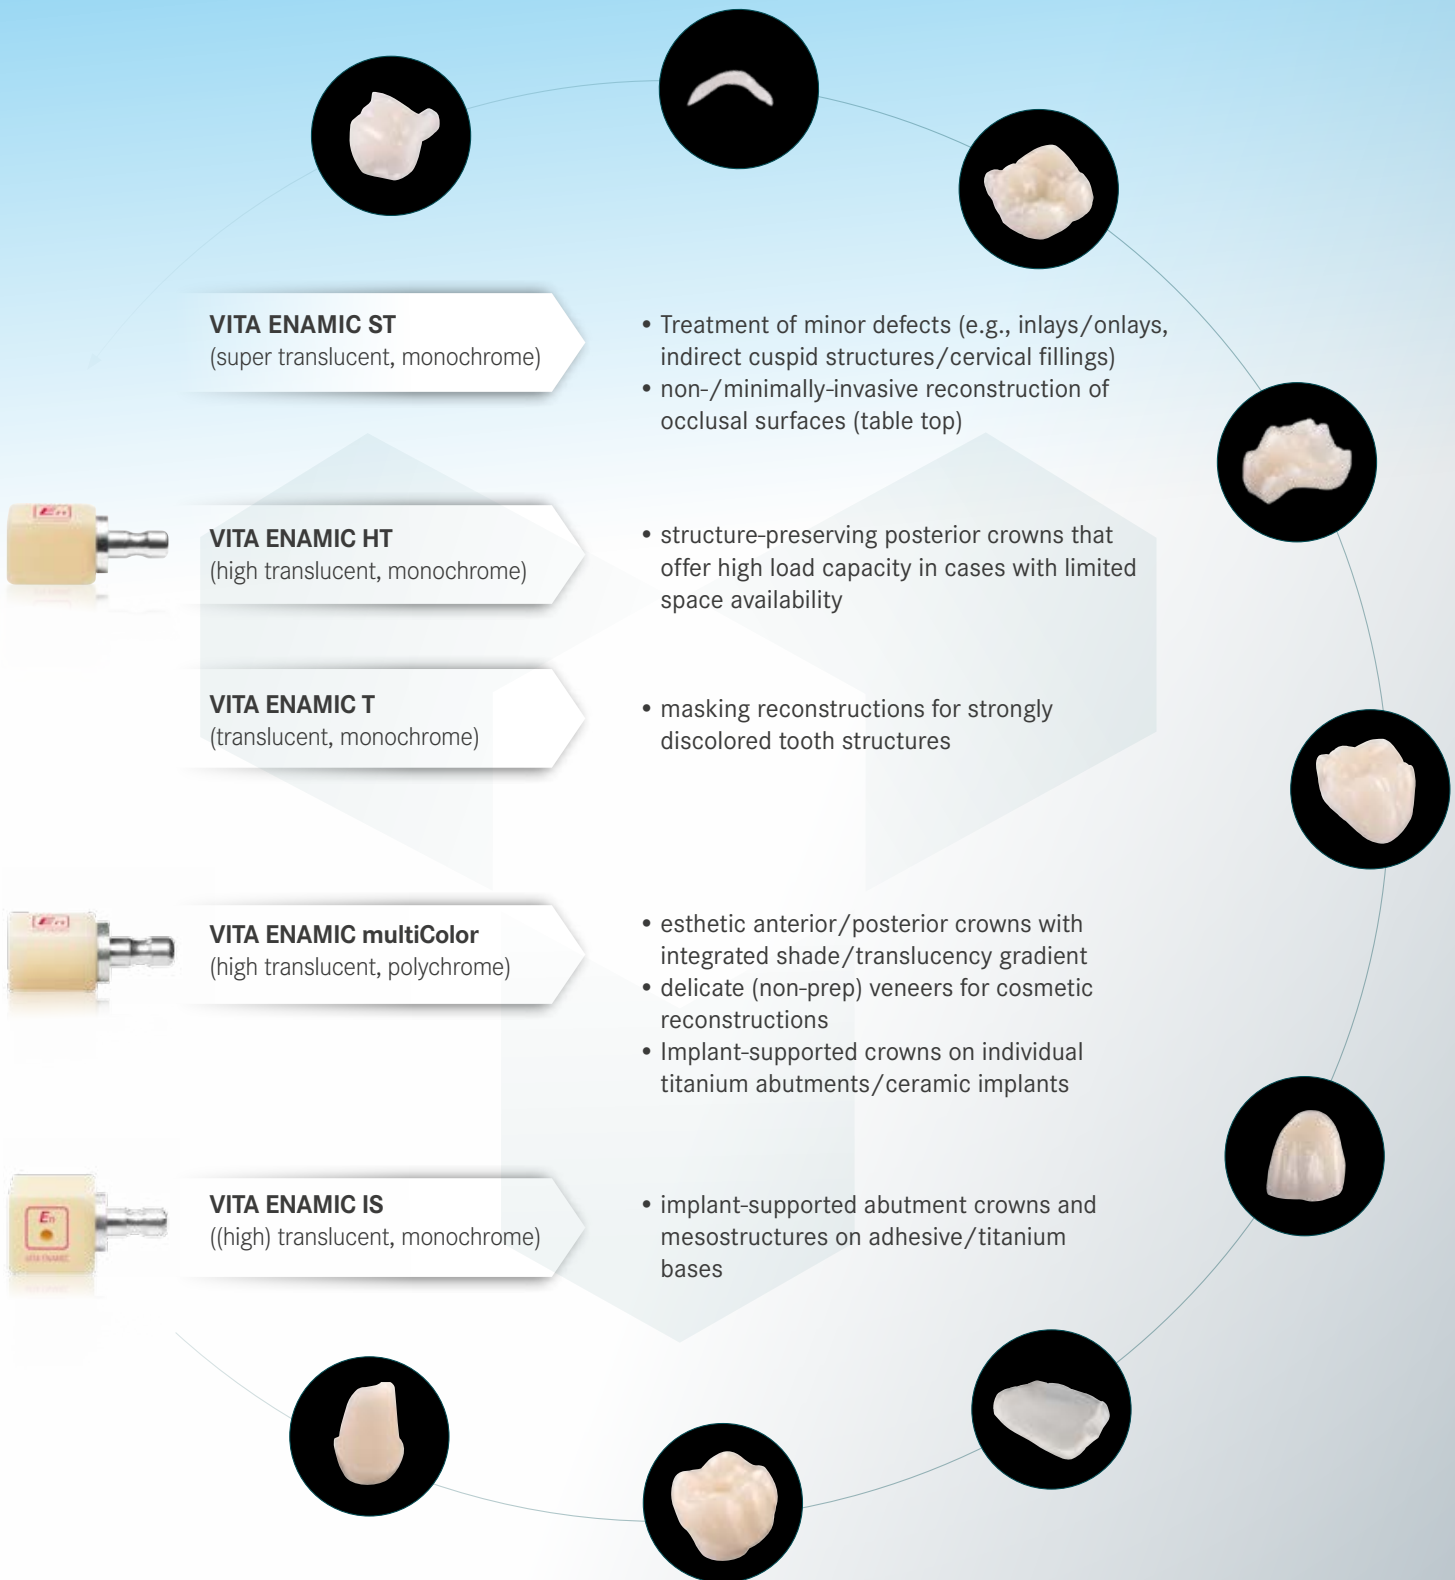 VITA ENAMIC ST
(super translucent, monochrome)
• Treatment of minor defects (e.g., inlays/onlays,
indirect cuspid structures/cervical fillings)
• non-/minimally-invasive reconstruction of
occlusal surfaces (table top)
En
VITA ENAMIC HT
(high translucent, monochrome)
• structure-preserving posterior crowns that
offer high load capacity in cases with limited
space availability
VITA ENAMIC T
(translucent, monochrome)
• masking reconstructions for strongly
discolored tooth structures
En
VITA ENAMIC multiColor
(high translucent, polychrome)
• esthetic anterior/posterior crowns with
integrated shade/translucency gradient
• delicate (non-prep) veneers for cosmetic
reconstructions
• Implant-supported crowns on individual
titanium abutments/ceramic implants
En
VITA ENAMIC
VITA ENAMIC IS
((high) translucent, monochrome)
• implant-supported abutment crowns and
mesostructures on adhesive/titanium
bases